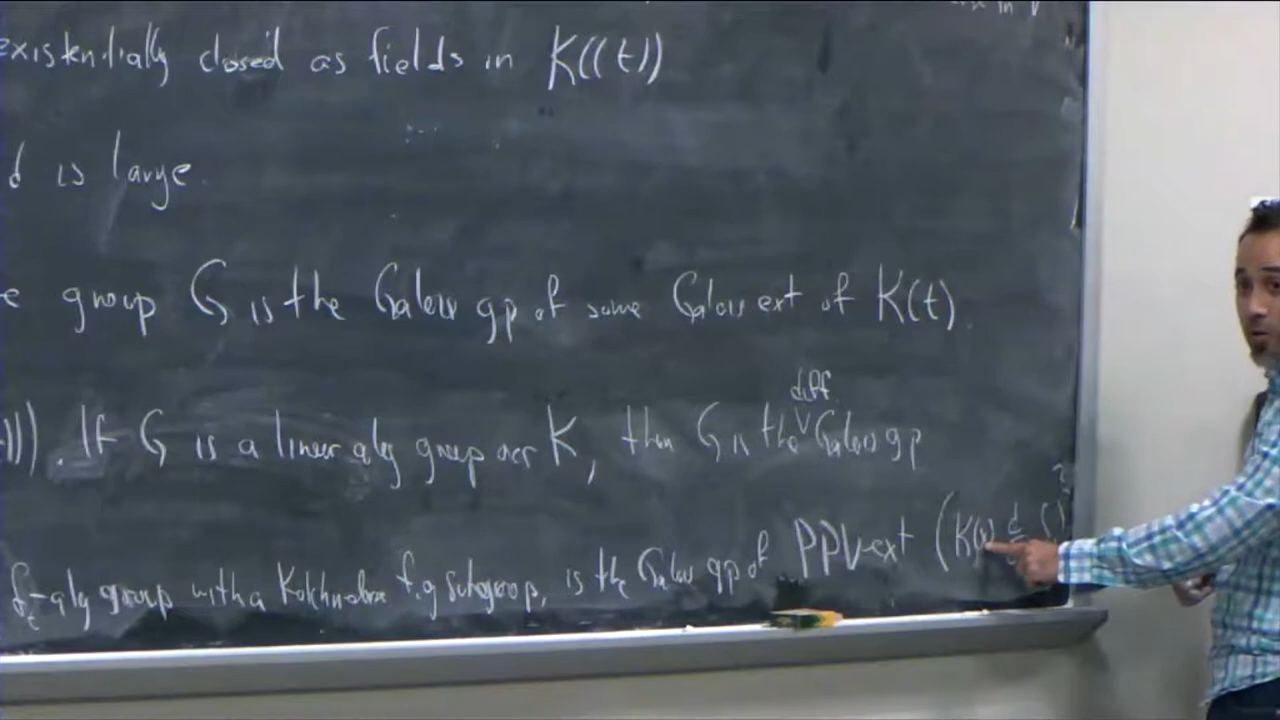 existentially closed as fields in K((t))
d is large.
e group G is the Galois gp of some Galois ext of K(t).
))). If G is a linear alg group over K, then G is the diff Galois gp
δt-alg group with a Kolchin-dense f.g subgroup, is the Galois gp of PPV-ext (K(x) d